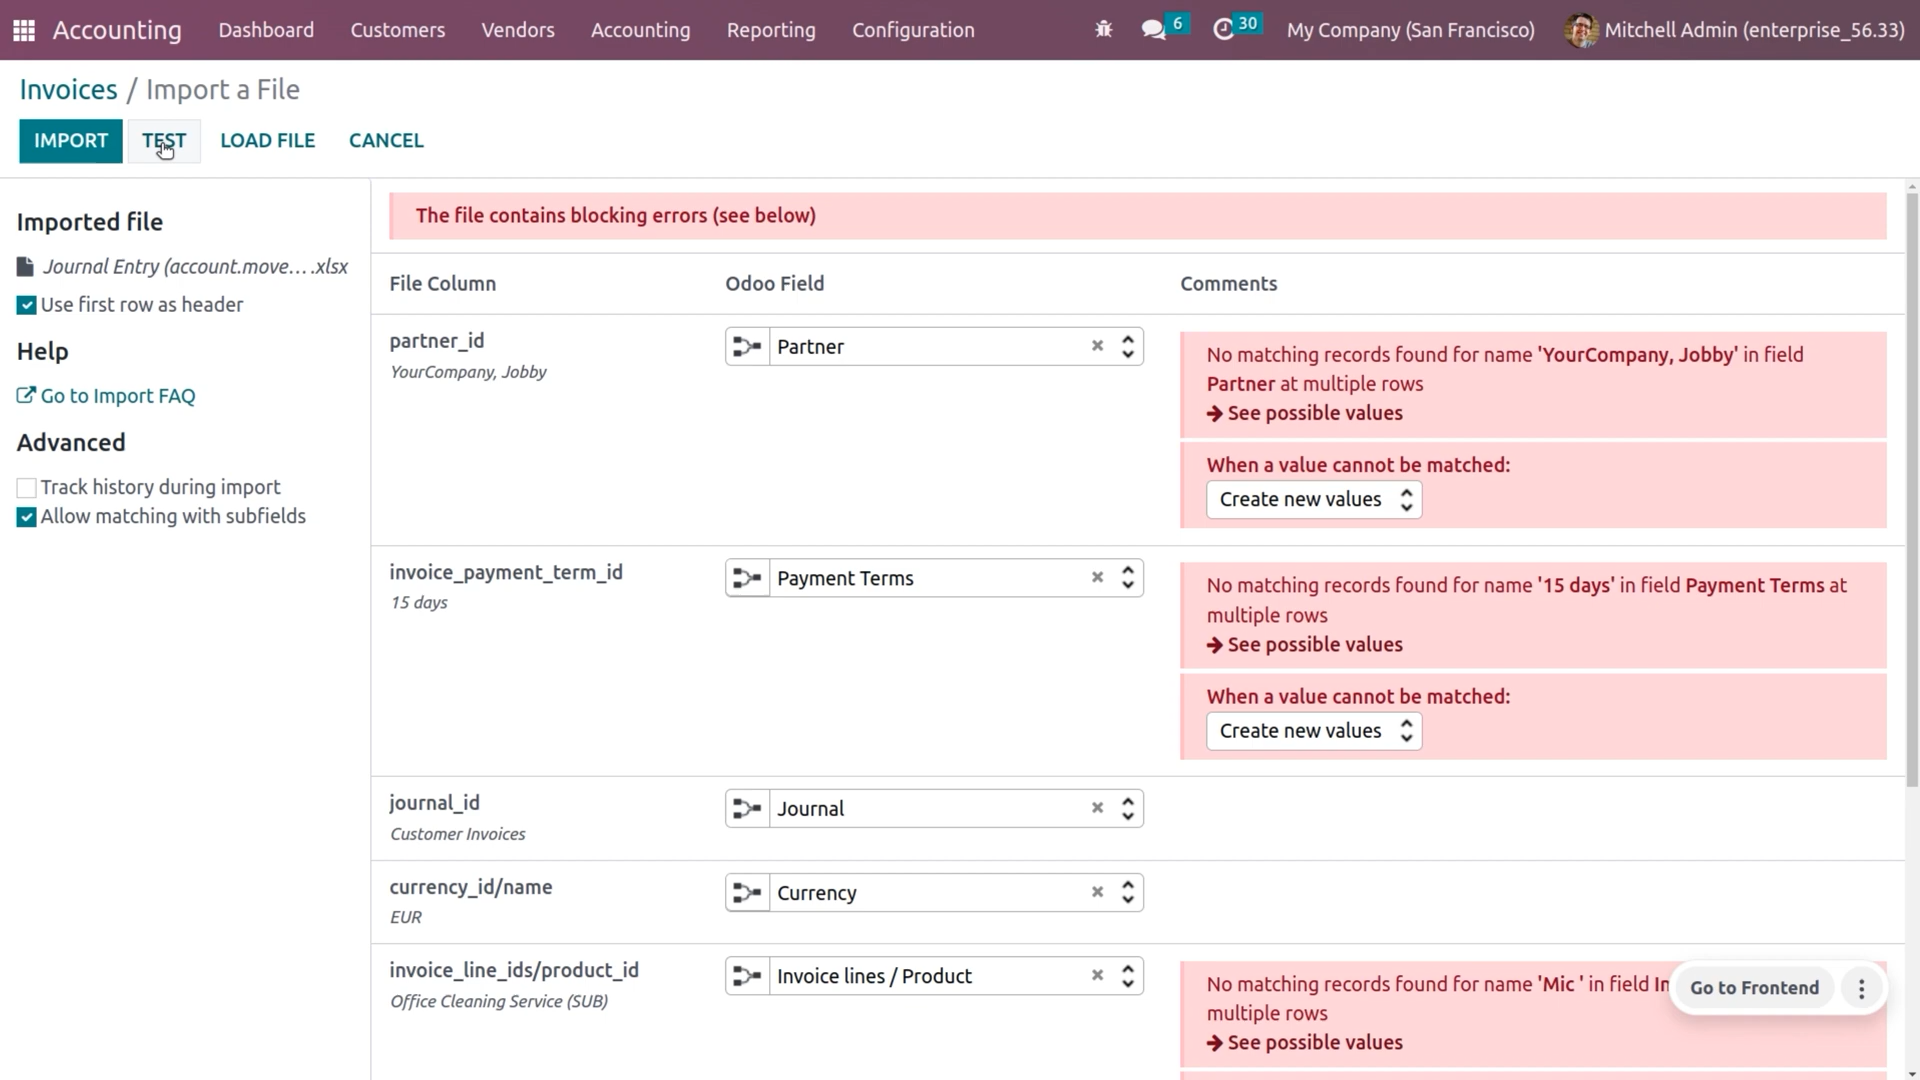 Accounting Dashboard Customers Vendors Accounting Reporting Configuration 6 30 My Company (San Francisco) Mitchell Admin (enterprise_56.33)
Invoices / Import a File
IMPORT TEST LOAD FILE CANCEL
Imported file
Journal Entry (account.move... .xlsx
Use first row as header
Help
Go to Import FAQ
Advanced
Track history during import
Allow matching with subfields
The file contains blocking errors (see below)
File Column Odoo Field Comments
partner_id
YourCompany, Jobby
Partner
No matching records found for name 'YourCompany, Jobby' in field
Partner at multiple rows
See possible values
When a value cannot be matched:
Create new values
invoice_payment_term_id
15 days
Payment Terms
No matching records found for name '15 days' in field Payment Terms at
multiple rows
See possible values
When a value cannot be matched:
Create new values
journal_id
Customer Invoices
Journal
currency_id/name
EUR
Currency
invoice_line_ids/product_id
Office Cleaning Service (SUB)
Invoice lines / Product
No matching records found for name 'Mic ' in field
multiple rows
See possible values
Go to Frontend